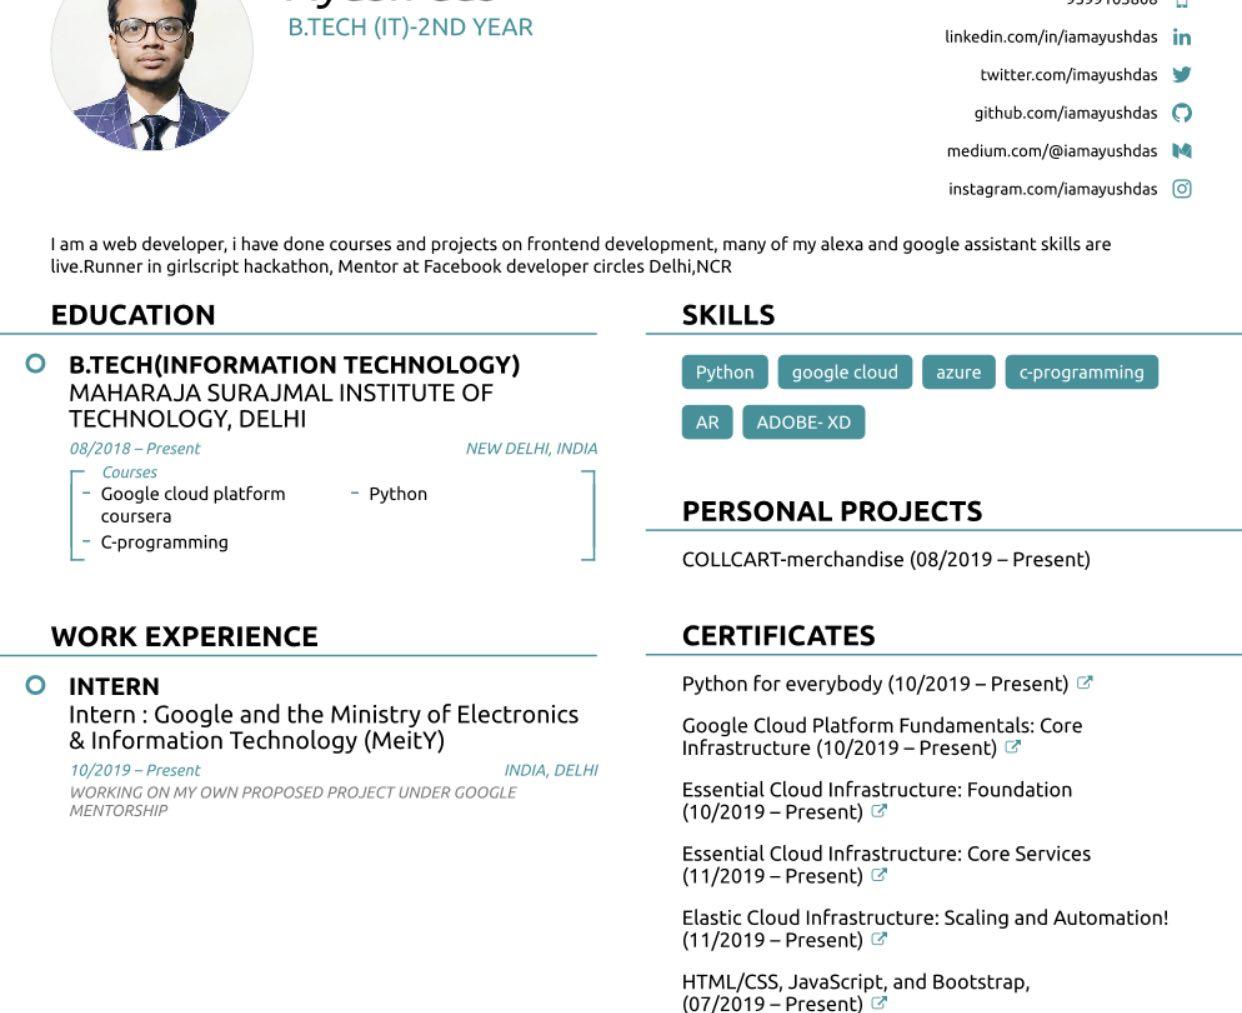 B.TECH (IT)-2ND YEAR
linkedin.com/in/iamayushdas
twitter.com/imayushdas
github.com/iamayushdas
medium.com/@iamayushdas
instagram.com/iamayushdas
I am a web developer, i have done courses and projects on frontend development, many of my alexa and google assistant skills are
live.Runner in girlscript hackathon, Mentor at Facebook developer circles Delhi,NCR
EDUCATION
B.TECH(INFORMATION TECHNOLOGY)
MAHARAJA SURAJMAL INSTITUTE OF
TECHNOLOGY, DELHI
08/2018 – Present NEW DELHI, INDIA
Courses
– Google cloud platform – Python
coursera
– C-programming
WORK EXPERIENCE
INTERN
Intern : Google and the Ministry of Electronics
& Information Technology (MeitY)
10/2019 – Present INDIA, DELHI
WORKING ON MY OWN PROPOSED PROJECT UNDER GOOGLE
MENTORSHIP
SKILLS
Python google cloud azure c-programming
AR ADOBE- XD
PERSONAL PROJECTS
COLLCART-merchandise (08/2019 – Present)
CERTIFICATES
Python for everybody (10/2019 – Present)
Google Cloud Platform Fundamentals: Core
Infrastructure (10/2019 – Present)
Essential Cloud Infrastructure: Foundation
(10/2019 – Present)
Essential Cloud Infrastructure: Core Services
(11/2019 – Present)
Elastic Cloud Infrastructure: Scaling and Automation!
(11/2019 – Present)
HTML/CSS, JavaScript, and Bootstrap,
(07/2019 – Present)